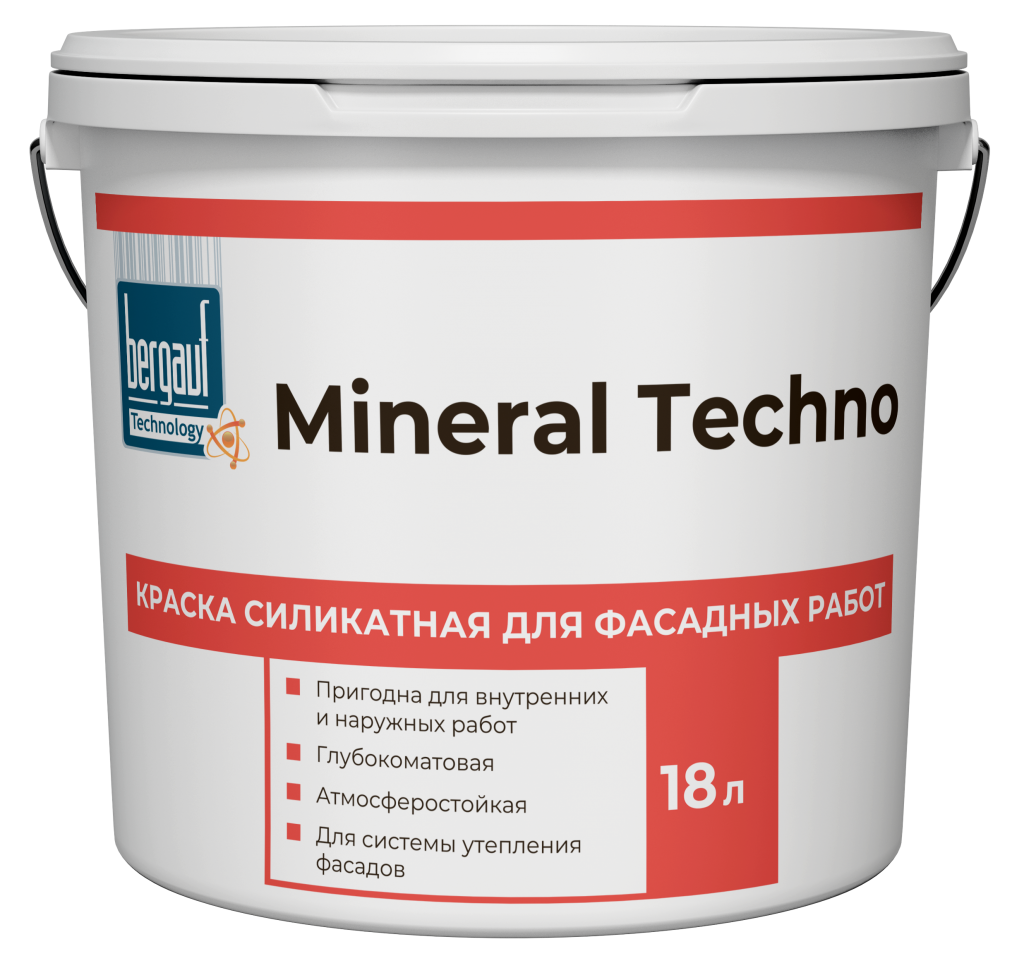 bergauf
Technology
Mineral Techno
КРАСКА СИЛИКАТНАЯ ДЛЯ ФАСАДНЫХ РАБОТ
Пригодна для внутренних
и наружных работ
Глубокоматовая
Атмосферостойкая
Для системы утепления
фасадов
18 л